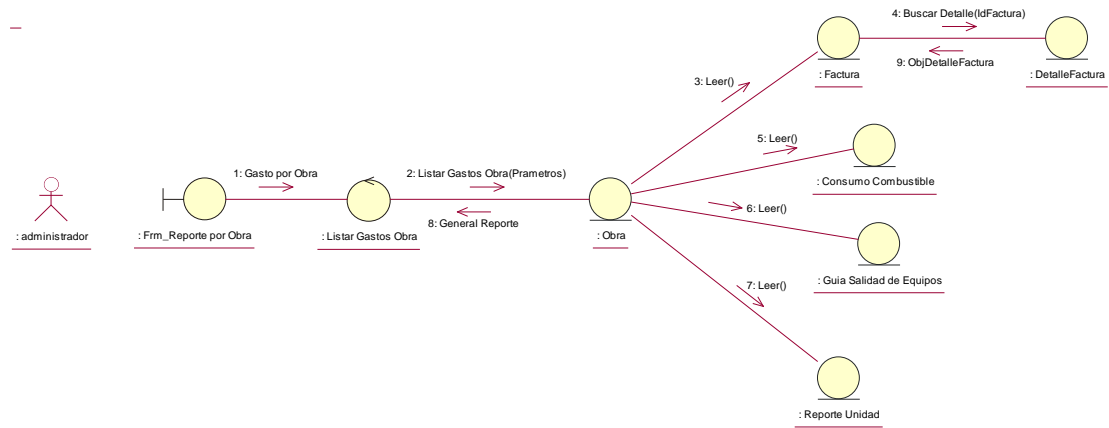 4: Buscar Detalle(IdFactura)
9: ObjDetalleFactura
: Factura
: DetalleFactura
3: Leer()
5: Leer()
: Consumo Combustible
1: Gasto por Obra
2: Listar Gastos Obra(Prametros)
8: General Reporte
6: Leer()
: administrador
: Frm_Reporte por Obra
: Listar Gastos Obra
: Obra
: Guia Salidad de Equipos
7: Leer()
: Reporte Unidad